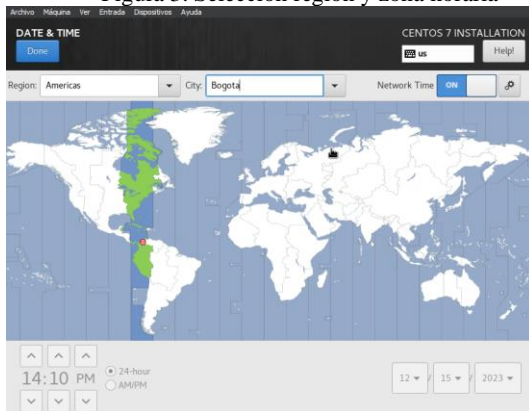 Figura 3. Selección región y zona horaria
Archivo Máquina Ver Entrada Dispositivos Ayuda
DATE & TIME
CENTOS 7 INSTALLATION
Done
us
Help!
Region: Americas City: Bogota Network Time ON
14:10 PM
24-hour
AM/PM
12 / 15 / 2023